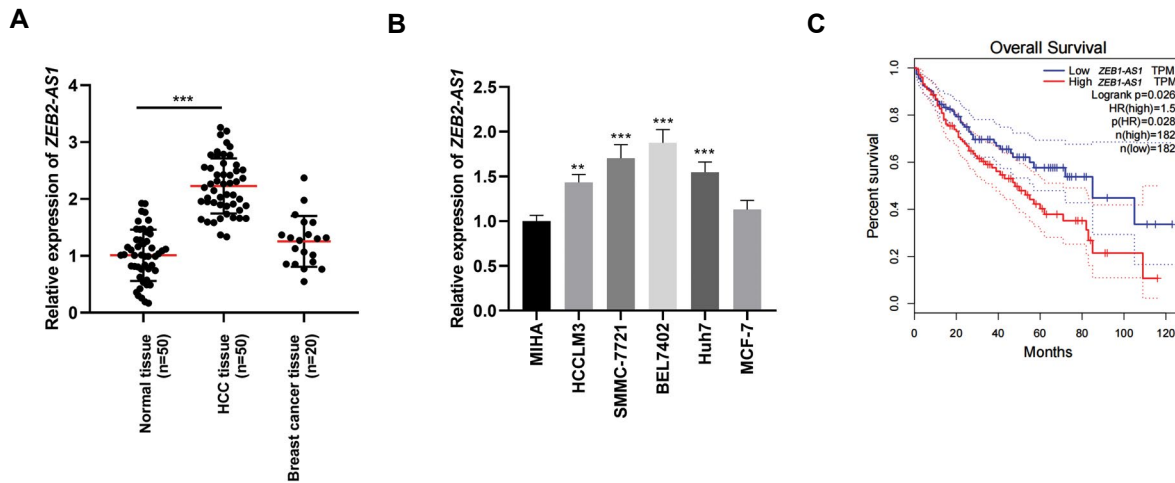 A
Relative expression of ZEB2-AS1
4
3
2
1
0
***
Normal tissue
(n=50)
HCC tissue
(n=50)
Breast cancer tissue
(n=20)
B
Relative expression of ZEB2-AS1
2.5
2.0
1.5
1.0
0.5
0.0
**
***
***
***
MIHA
HCCLM3
SMMC-7721
BEL7402
Huh7
MCF-7
C
Overall Survival
Low ZEB1-AS1 TPM
High ZEB1-AS1 TPM
Logrank p=0.026
HR(high)=1.5
p(HR)=0.028
n(high)=182
n(low)=182
Percent survival
1.0
0.8
0.6
0.4
0.2
0.0
0 20 40 60 80 100 120
Months